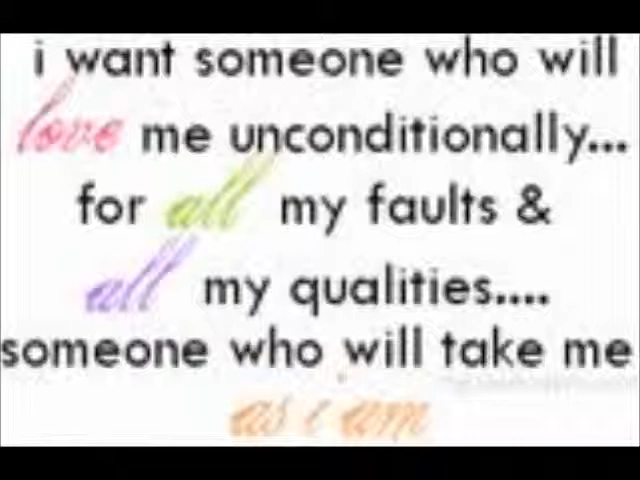 i want someone who will
love me unconditionally...
for all my faults &
all my qualities....
someone who will take me
as i am